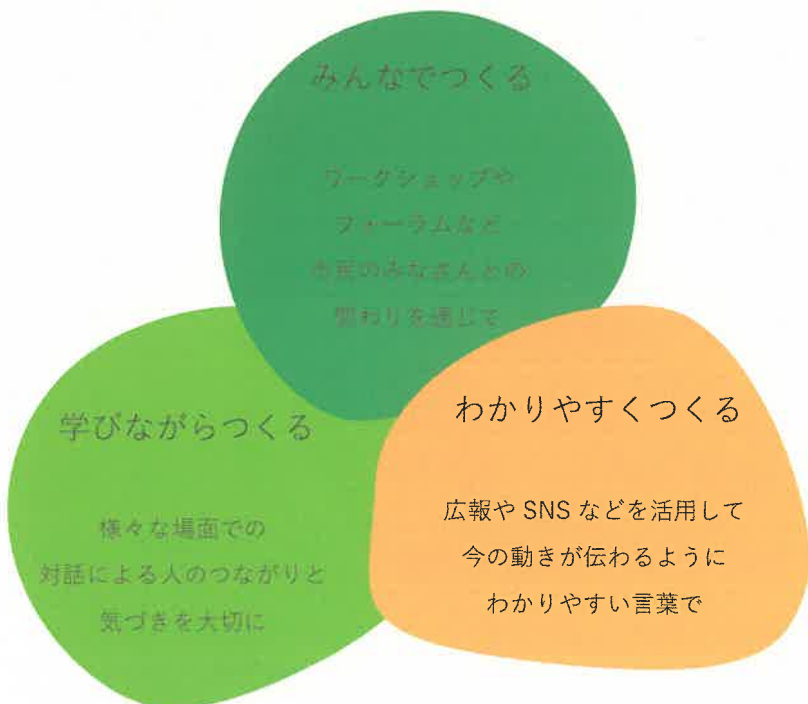 みんなでつくる
ワークショップや
フォーラムなど
市民のみなさんとの
関わりを通じて
学びながらつくる
様々な場面での
対話による人のつながりと
気づきを大切に
わかりやすくつくる
広報や SNS などを活用して
今の動きが伝わるように
わかりやすい言葉で